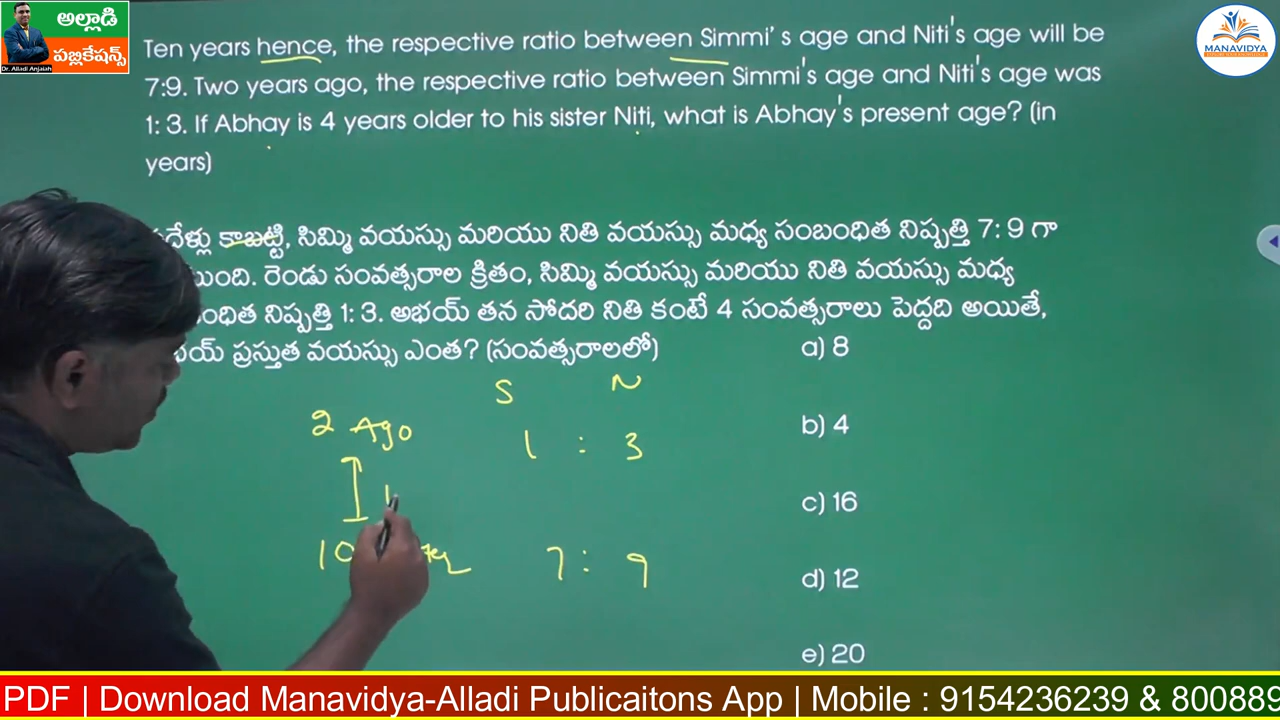 అల్లాడి
పబ్లికేషన్స్
Dr. Alladi Anjaiah
MANAVIDYA
Ten years hence, the respective ratio between Simmi's age and Niti's age will be
7:9. Two years ago, the respective ratio between Simmi's age and Niti's age was
1: 3. If Abhay is 4 years older to his sister Niti, what is Abhay's present age? (in
years)
కాబట్టి, సిమ్మి వయస్సు మరియు నితి వయస్సు మధ్య సంబంధిత నిష్పత్తి 7: 9 గా
రెండు సంవత్సరాల క్రితం, సిమ్మి వయస్సు మరియు నితి వయస్సు మధ్య
నిష్పత్తి 1: 3. అభయ్ తన సోదరి నితి కంటే 4 సంవత్సరాలు పెద్దది అయితే,
ప్రస్తుత వయస్సు ఎంత? (సంవత్సరాలలో)
a) 8
S N
2 Ago 1 : 3
b) 4
c) 16
10 7 : 9
d) 12
e) 20
PDF | Download Manavidya-Alladi Publicaitons App | Mobile : 9154236239 & 800889